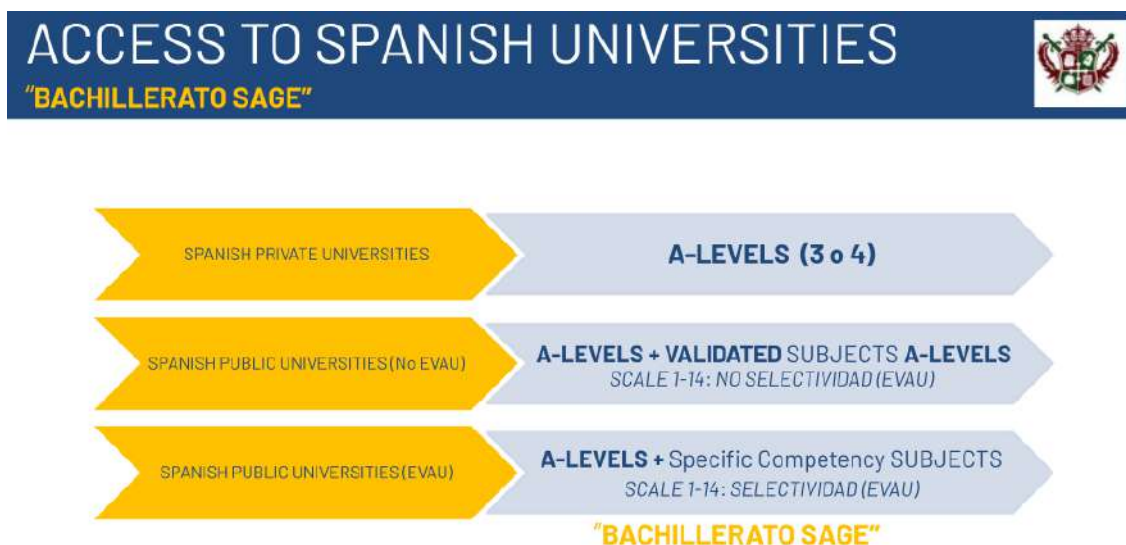 ACCESS TO SPANISH UNIVERSITIES
"BACHILLERATO SAGE"
SPANISH PRIVATE UNIVERSITIES
A-LEVELS (3 o 4)
SPANISH PUBLIC UNIVERSITIES (No EVAU)
A-LEVELS + VALIDATED SUBJECTS A-LEVELS
SCALE 1-14: NO SELECTIVIDAD (EVAU)
SPANISH PUBLIC UNIVERSITIES (EVAU)
A-LEVELS + Specific Competency SUBJECTS
SCALE 1-14: SELECTIVIDAD (EVAU)
"BACHILLERATO SAGE"